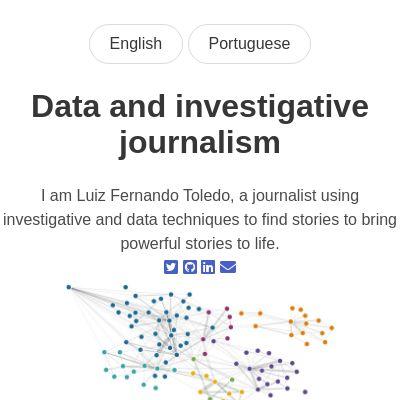 English
Portuguese
Data and investigative
journalism
I am Luiz Fernando Toledo, a journalist using
investigative and data techniques to find stories to bring
powerful stories to life.